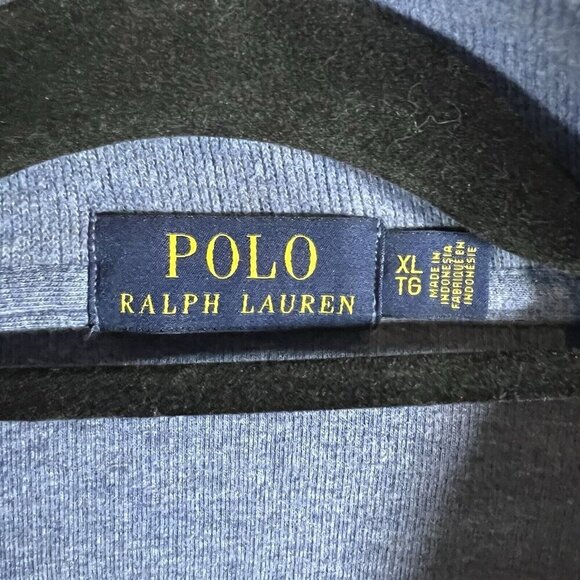 POLO
RALPH LAUREN
XL
TG
MADE IN
INDONESIA
FABRIQUÉ EN
INDONÉSIE